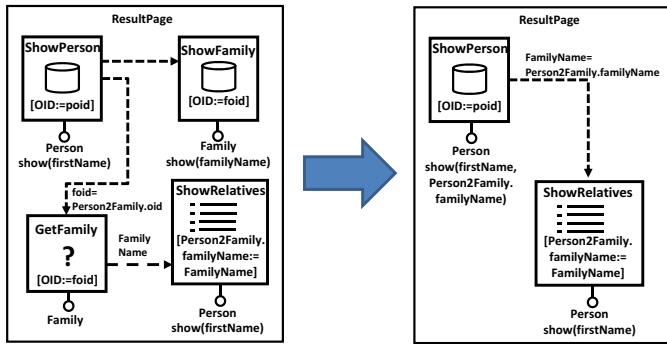 ResultPage
ShowPerson
[OID:=poid]
Person
show(firstName)
ShowFamily
[OID:=foid]
Family
show(familyName)
foid=
Person2Family.oid
GetFamily
?
[OID:=foid]
Family
Family
Name
ShowRelatives
[Person2Family.
familyName:=
FamilyName]
Person
show(firstName)
ResultPage
ShowPerson
[OID:=poid]
Person
show(firstName,
Person2Family.
familyName)
FamilyName=
Person2Family.familyName
ShowRelatives
[Person2Family.
familyName:=
FamilyName]
Person
show(firstName)